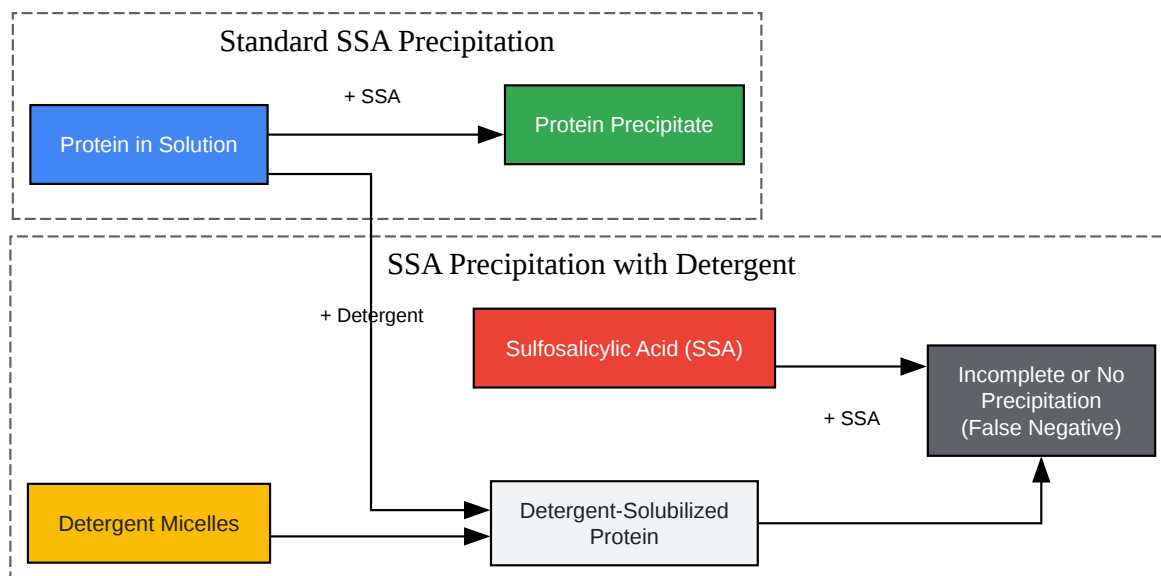 Standard SSA Precipitation
+ SSA
Protein in Solution
Protein Precipitate
SSA Precipitation with Detergent
+ Detergent
Sulfosalicylic Acid (SSA)
+ SSA
Incomplete or No
Precipitation
(False Negative)
Detergent Micelles
Detergent-Solubilized
Protein